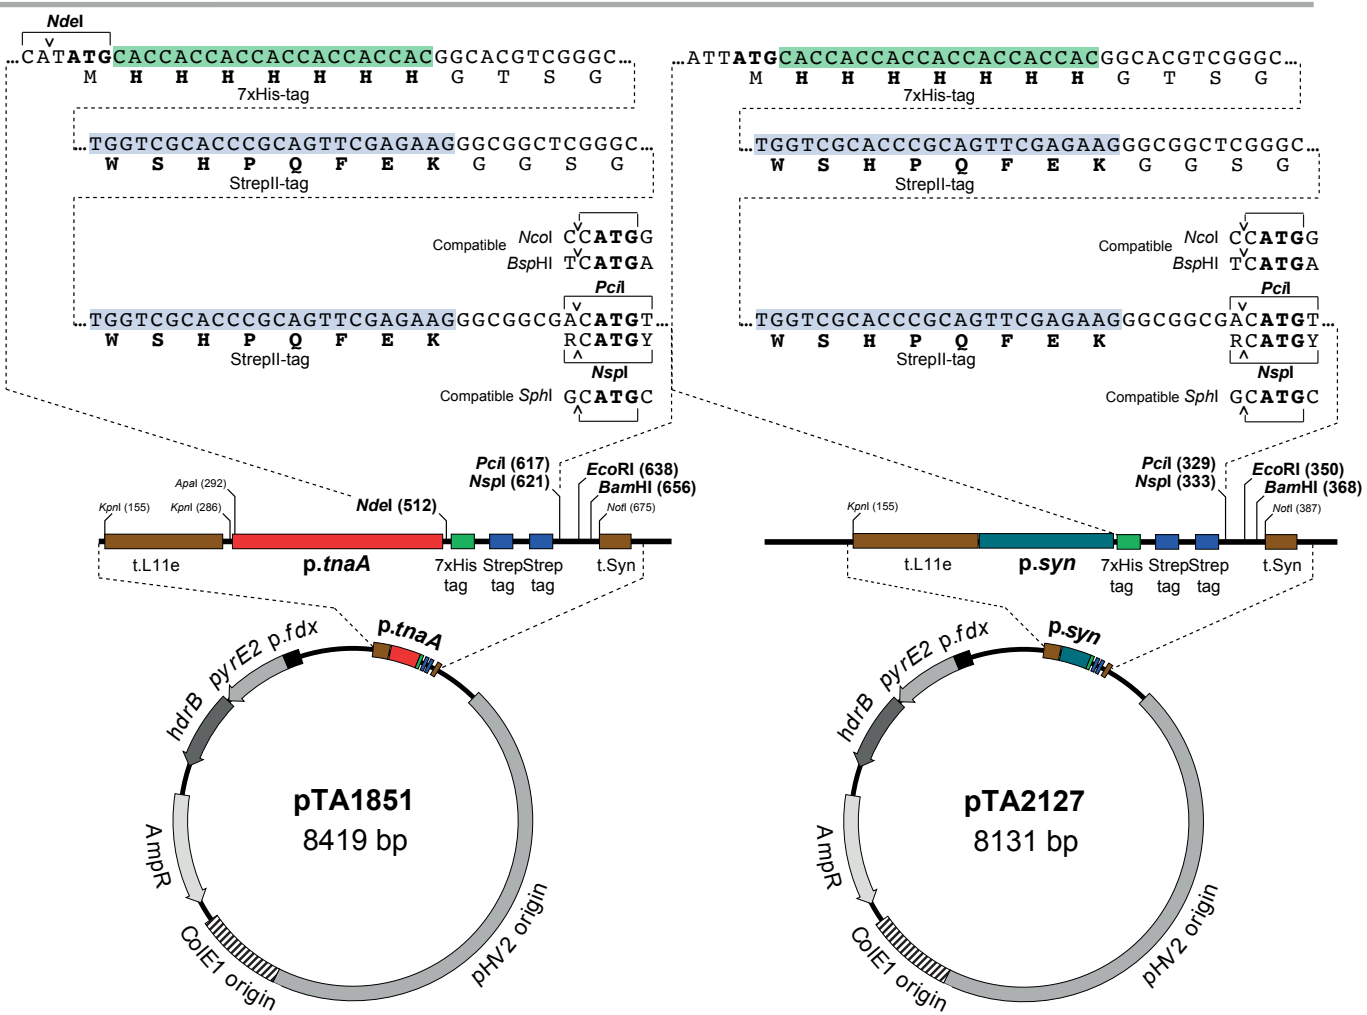 NdeI
...CATATGCACCACCACCACCACCACCACGGCACGTCGGGC...
M H H H H H H H G T S G
7xHis-tag
...TGGTCGCACCCGCAGTTCGAGAAGGGCGGCTCGGGC...
W S H P Q F E K G G S G
StrepII-tag
Compatible NcoI CCATGG
BspHI TCATGA
PciI
...TGGTCGCACCCGCAGTTCGAGAAGGGCGGCGACATGT...
W S H P Q F E K RCATGY
StrepII-tag
NspI
Compatible SphI GCATGC
PciI (617)
NspI (621)
EcoRI (638)
BamHI (656)
ApaI (292)
KpnI (155) KpnI (286) NdeI (512) NotI (675)
t.L11e p.tnaA 7xHis tag Strep tag Strep tag t.Syn
p.tnaA
p.fdx
pyrE2
hdrB
AmpR
ColE1 origin
pHV2 origin
pTA1851
8419 bp
...ATTATGCACCACCACCACCACCACCACGGCACGTCGGGC...
M H H H H H H H G T S G
7xHis-tag
...TGGTCGCACCCGCAGTTCGAGAAGGGCGGCTCGGGC...
W S H P Q F E K G G S G
StrepII-tag
Compatible NcoI CCATGG
BspHI TCATGA
PciI
...TGGTCGCACCCGCAGTTCGAGAAGGGCGGCGACATGT...
W S H P Q F E K RCATGY
StrepII-tag
NspI
Compatible SphI GCATGC
PciI (329)
NspI (333)
EcoRI (350)
BamHI (368)
KpnI (155) NotI (387)
t.L11e p.syn 7xHis tag Strep tag Strep tag t.Syn
p.syn
p.fdx
pyrE2
hdrB
AmpR
ColE1 origin
pHV2 origin
pTA2127
8131 bp